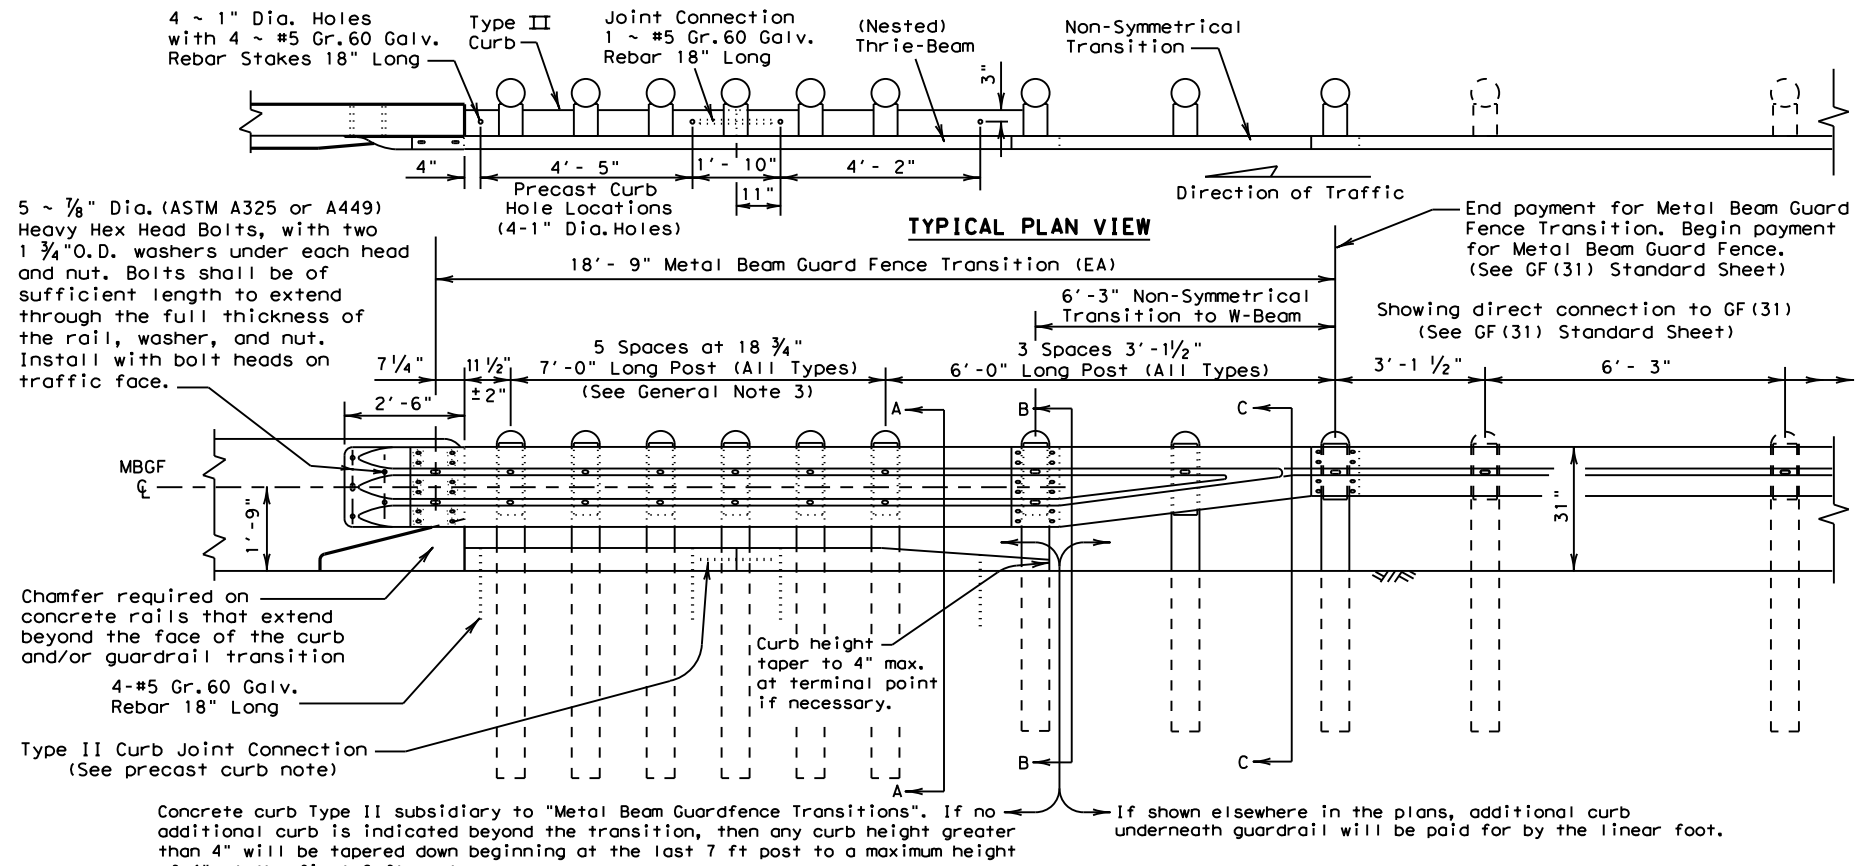 4 ~ 1" Dia. Holes
with 4 ~ #5 Gr.60 Galv.
Rebar Stakes 18" Long
Type II
Curb
Joint Connection
1 ~ #5 Gr.60 Galv.
Rebar 18" Long
(Nested)
Thrie-Beam
Non-Symmetrical
Transition
3"
4"
4'- 5"
1'- 10"
4'- 2"
11"
Precast Curb
Hole Locations
(4-1" Dia.Holes)
Direction of Traffic
TYPICAL PLAN VIEW
5 ~ 7/8" Dia. (ASTM A325 or A449)
Heavy Hex Head Bolts, with two
1 3/4"O.D. washers under each head
and nut. Bolts shall be of
sufficient length to extend
through the full thickness of
the rail, washer, and nut.
Install with bolt heads on
traffic face.
End payment for Metal Beam Guard
Fence Transition. Begin payment
for Metal Beam Guard Fence.
(See GF(31) Standard Sheet)
18'- 9" Metal Beam Guard Fence Transition (EA)
6'-3" Non-Symmetrical
Transition to W-Beam
Showing direct connection to GF(31)
(See GF(31) Standard Sheet)
7 1/4"
11 1/2"
±2"
5 Spaces at 18 3/4"
7'-0" Long Post (All Types)
(See General Note 3)
3 Spaces 3'-1 1/2"
6'-0" Long Post (All Types)
3'-1 1/2"
6'- 3"
2'-6"
A
B
C
MBGF
℄
1'-9"
31"
Chamfer required on
concrete rails that extend
beyond the face of the curb
and/or guardrail transition
4-#5 Gr.60 Galv.
Rebar 18" Long
Curb height
taper to 4" max.
at terminal point
if necessary.
Type II Curb Joint Connection
(See precast curb note)
B
C
A
Concrete curb Type II subsidiary to "Metal Beam Guardfence Transitions". If no
additional curb is indicated beyond the transition, then any curb height greater
than 4" will be tapered down beginning at the last 7 ft post to a maximum height
If shown elsewhere in the plans, additional curb
underneath guardrail will be paid for by the linear foot.